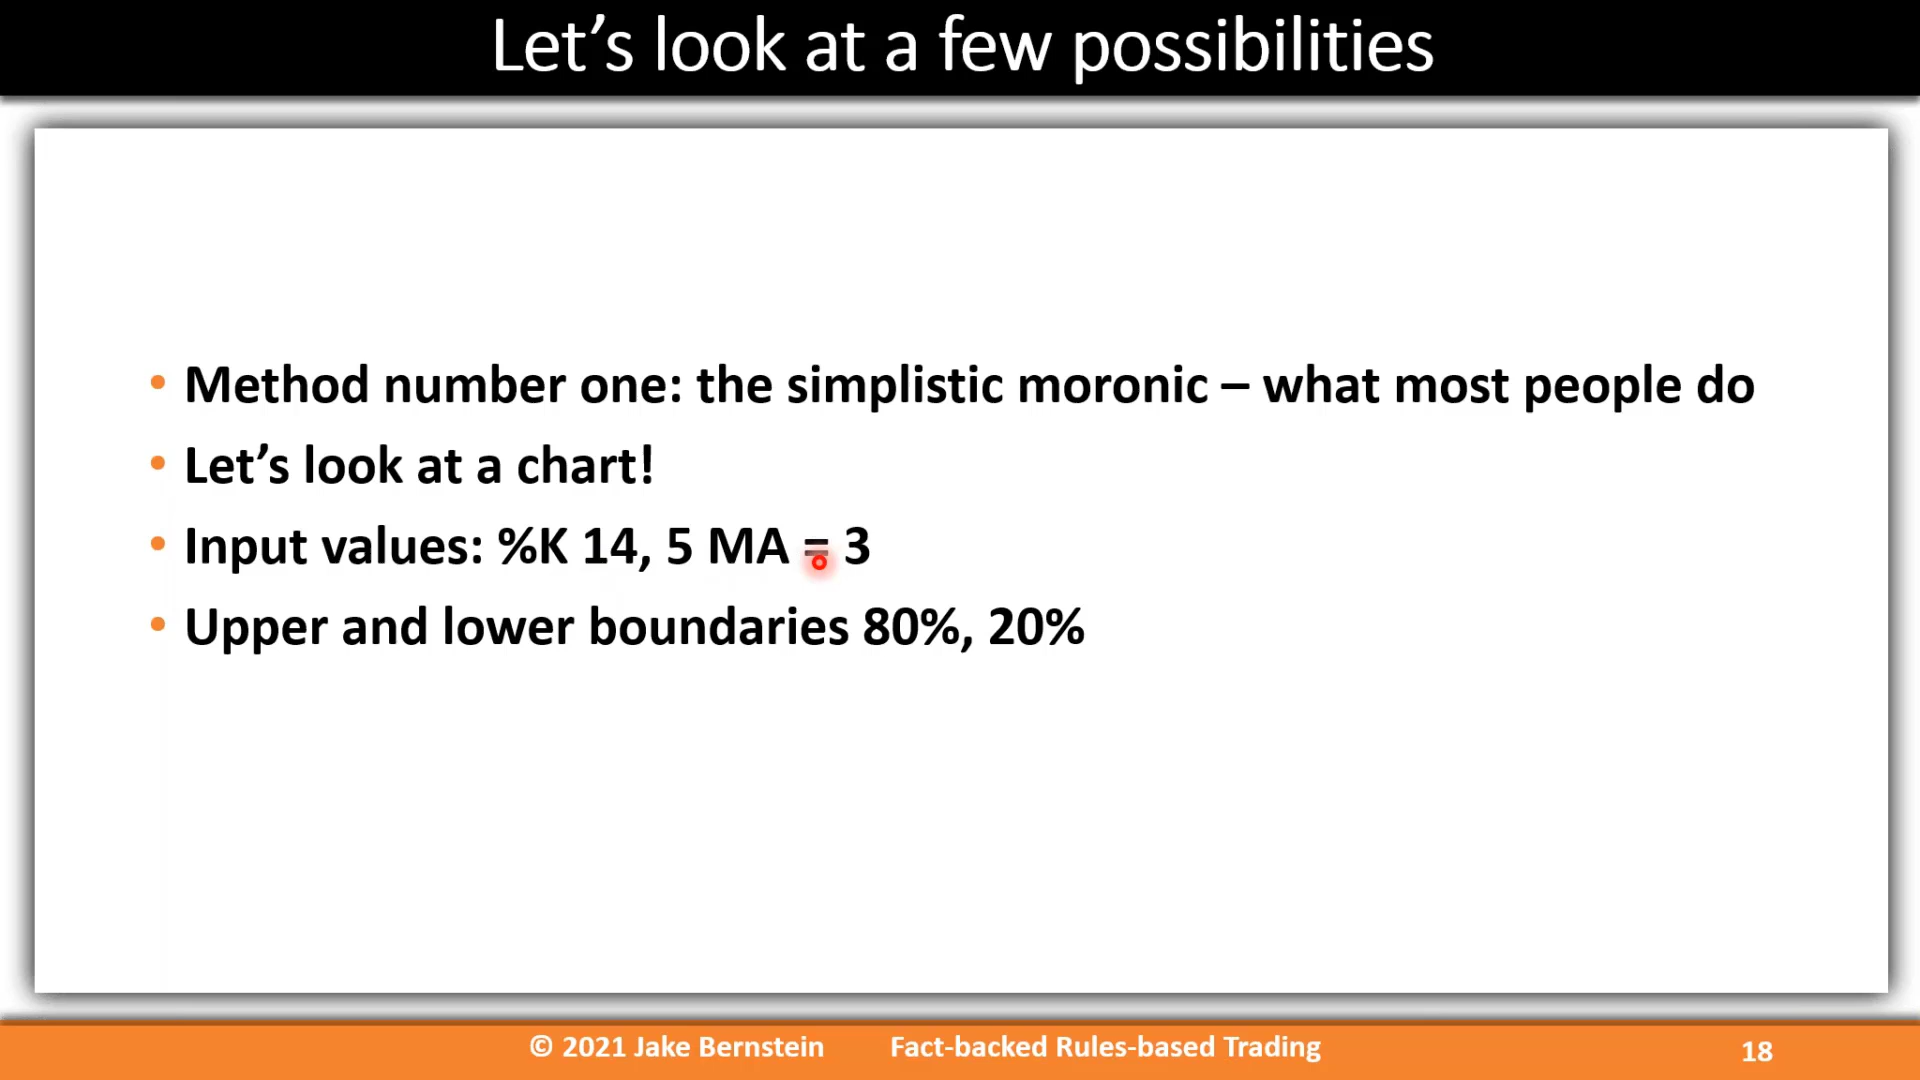 Let’s look at a few possibilities
• Method number one: the simplistic moronic – what most people do
• Let’s look at a chart!
• Input values: %K 14, 5 MA = 3
• Upper and lower boundaries 80%, 20%
© 2021 Jake Bernstein Fact-backed Rules-based Trading 18